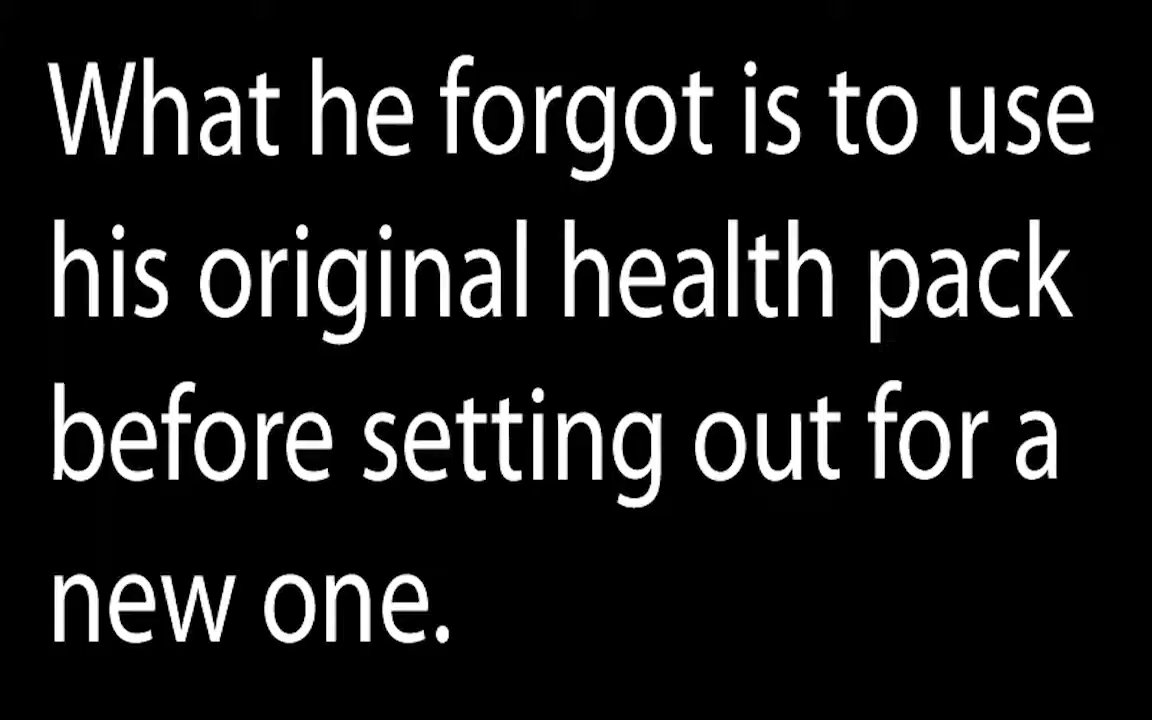 What he forgot is to use
his original health pack
before setting out for a
new one.